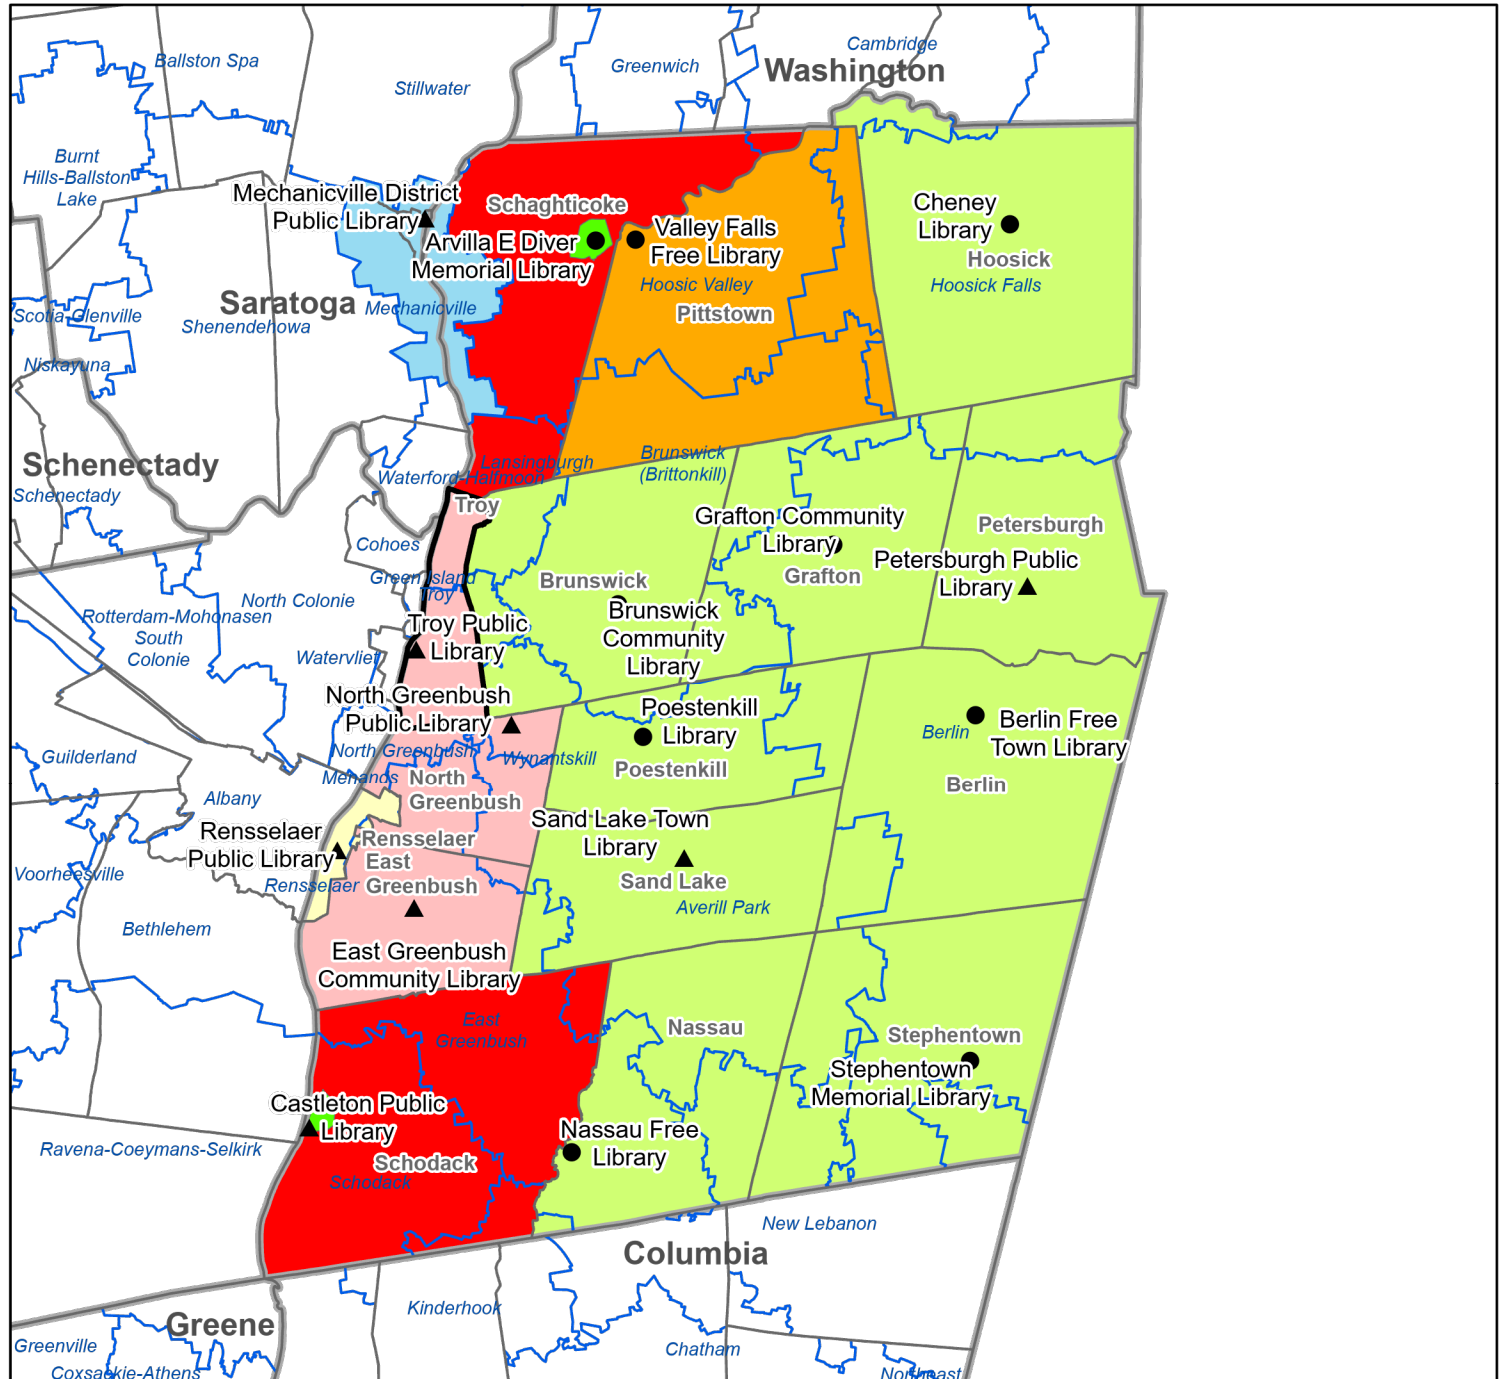 Ballston Spa
Stillwater
Greenwich
Cambridge
Washington
Burnt
Hills-Ballston
Lake
Mechanicville District
Public Library
Schaghticoke
Arvilla E Diver
Memorial Library
Valley Falls
Free Library
Cheney
Library
Hoosick
Hoosick Falls
Hoosic Valley
Pittstown
Saratoga
Mechanicville
Scotia-Glenville
Shenendehowa
Niskayuna
Schenectady
Schenectady
Lansingburgh
Waterford-Halfmoon
Brunswick
(Brittonkill)
Troy
Cohoes
Grafton Community
Library
Grafton
Petersburgh
Petersburgh Public
Library
Green Island
Troy
Brunswick
Brunswick
Community
Library
North Colonie
Rotterdam-Mohonasen
South
Colonie
Watervliet
Troy Public
Library
North Greenbush
Public Library
Poestenkill
Library
Poestenkill
Berlin
Berlin Free
Town Library
Berlin
Guilderland
North Greenbush
Wynantskill
Menands
North
Greenbush
Albany
Rensselaer
Public Library
Rensselaer
East
Greenbush
Sand Lake Town
Library
Sand Lake
Averill Park
Voorheesville
Rensselaer
Bethlehem
East Greenbush
Community Library
East
Greenbush
Nassau
Stephentown
Stephentown
Memorial Library
Castleton Public
Library
Nassau Free
Library
Ravena-Coeymans-Selkirk
Schodack
Schodack
New Lebanon
Columbia
Greene
Kinderhook
Greenville
Chatham
Coxsackie-Athens
Northeast